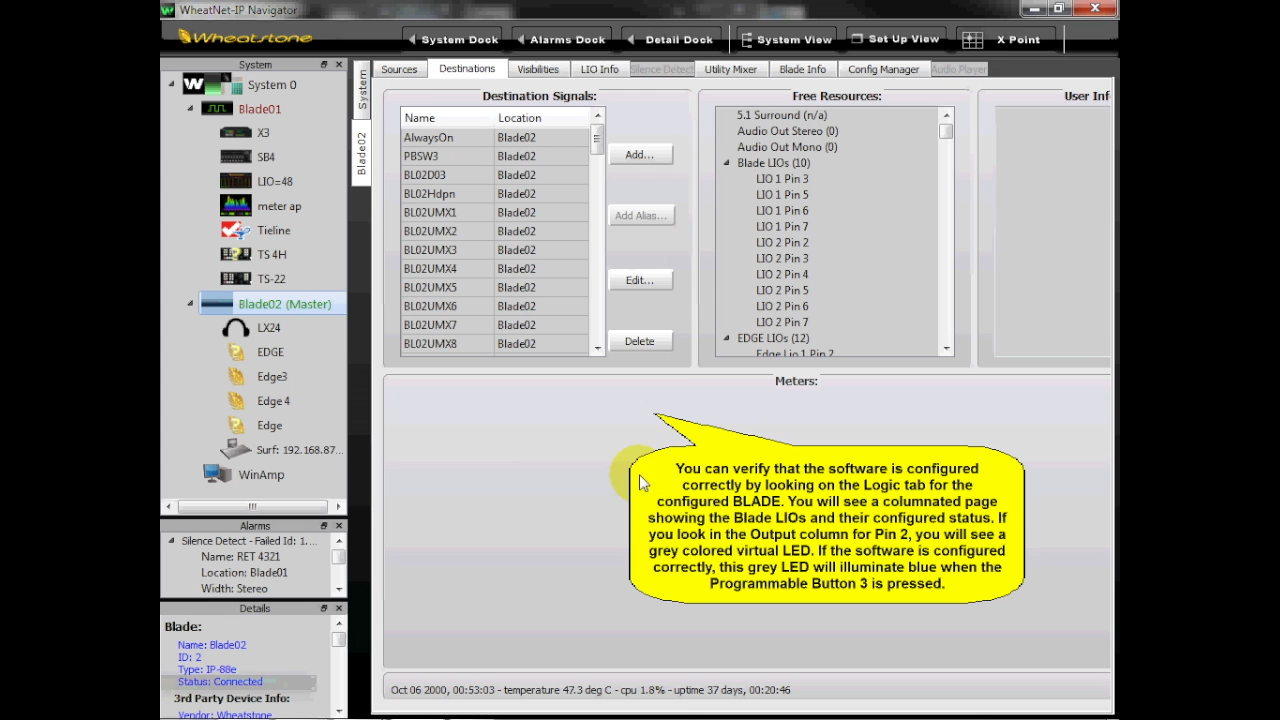 WheatNet-IP Navigator
Wheatstone
System Dock
Alarms Dock
Detail Dock
System View
Set Up View
X Point
System
System 0
Blade01
X3
SB4
LIO=48
meter ap
Tieline
TS 4H
TS-22
Blade02 (Master)
LX24
EDGE
Edge3
Edge 4
Edge
Surf: 192.168.87...
WinAmp
Alarms
Silence Detect - Failed Id: 1....
Name: RET 4321
Location: Blade01
Width: Stereo
Details
Blade:
Name: Blade02
ID: 2
Type: IP-88e
Status: Connected
3rd Party Device Info:
Vendor: Wheatstone
System
Blade02
Sources
Destinations
Visibilities
LIO Info
Silence Detect
Utility Mixer
Blade Info
Config Manager
Audio Player
Destination Signals:
Name Location
AlwaysOn Blade02
PBSW3 Blade02
BL02D03 Blade02
BL02Hdpn Blade02
BL02UMX1 Blade02
BL02UMX2 Blade02
BL02UMX3 Blade02
BL02UMX4 Blade02
BL02UMX5 Blade02
BL02UMX6 Blade02
BL02UMX7 Blade02
BL02UMX8 Blade02
Add...
Add Alias...
Edit...
Delete
Free Resources:
5.1 Surround (n/a)
Audio Out Stereo (0)
Audio Out Mono (0)
Blade LIOs (10)
LIO 1 Pin 3
LIO 1 Pin 5
LIO 1 Pin 6
LIO 1 Pin 7
LIO 2 Pin 2
LIO 2 Pin 3
LIO 2 Pin 4
LIO 2 Pin 5
LIO 2 Pin 6
LIO 2 Pin 7
EDGE LIOs (12)
Edge Lio 1 Pin 2
User Inf
Meters:
You can verify that the software is configured
correctly by looking on the Logic tab for the
configured BLADE. You will see a columnated page
showing the Blade LIOs and their configured status. If
you look in the Output column for Pin 2, you will see a
grey colored virtual LED. If the software is configured
correctly, this grey LED will illuminate blue when the
Programmable Button 3 is pressed.
Oct 06 2000, 00:53:03 - temperature 47.3 deg C - cpu 1.8% - uptime 37 days, 00:20:46